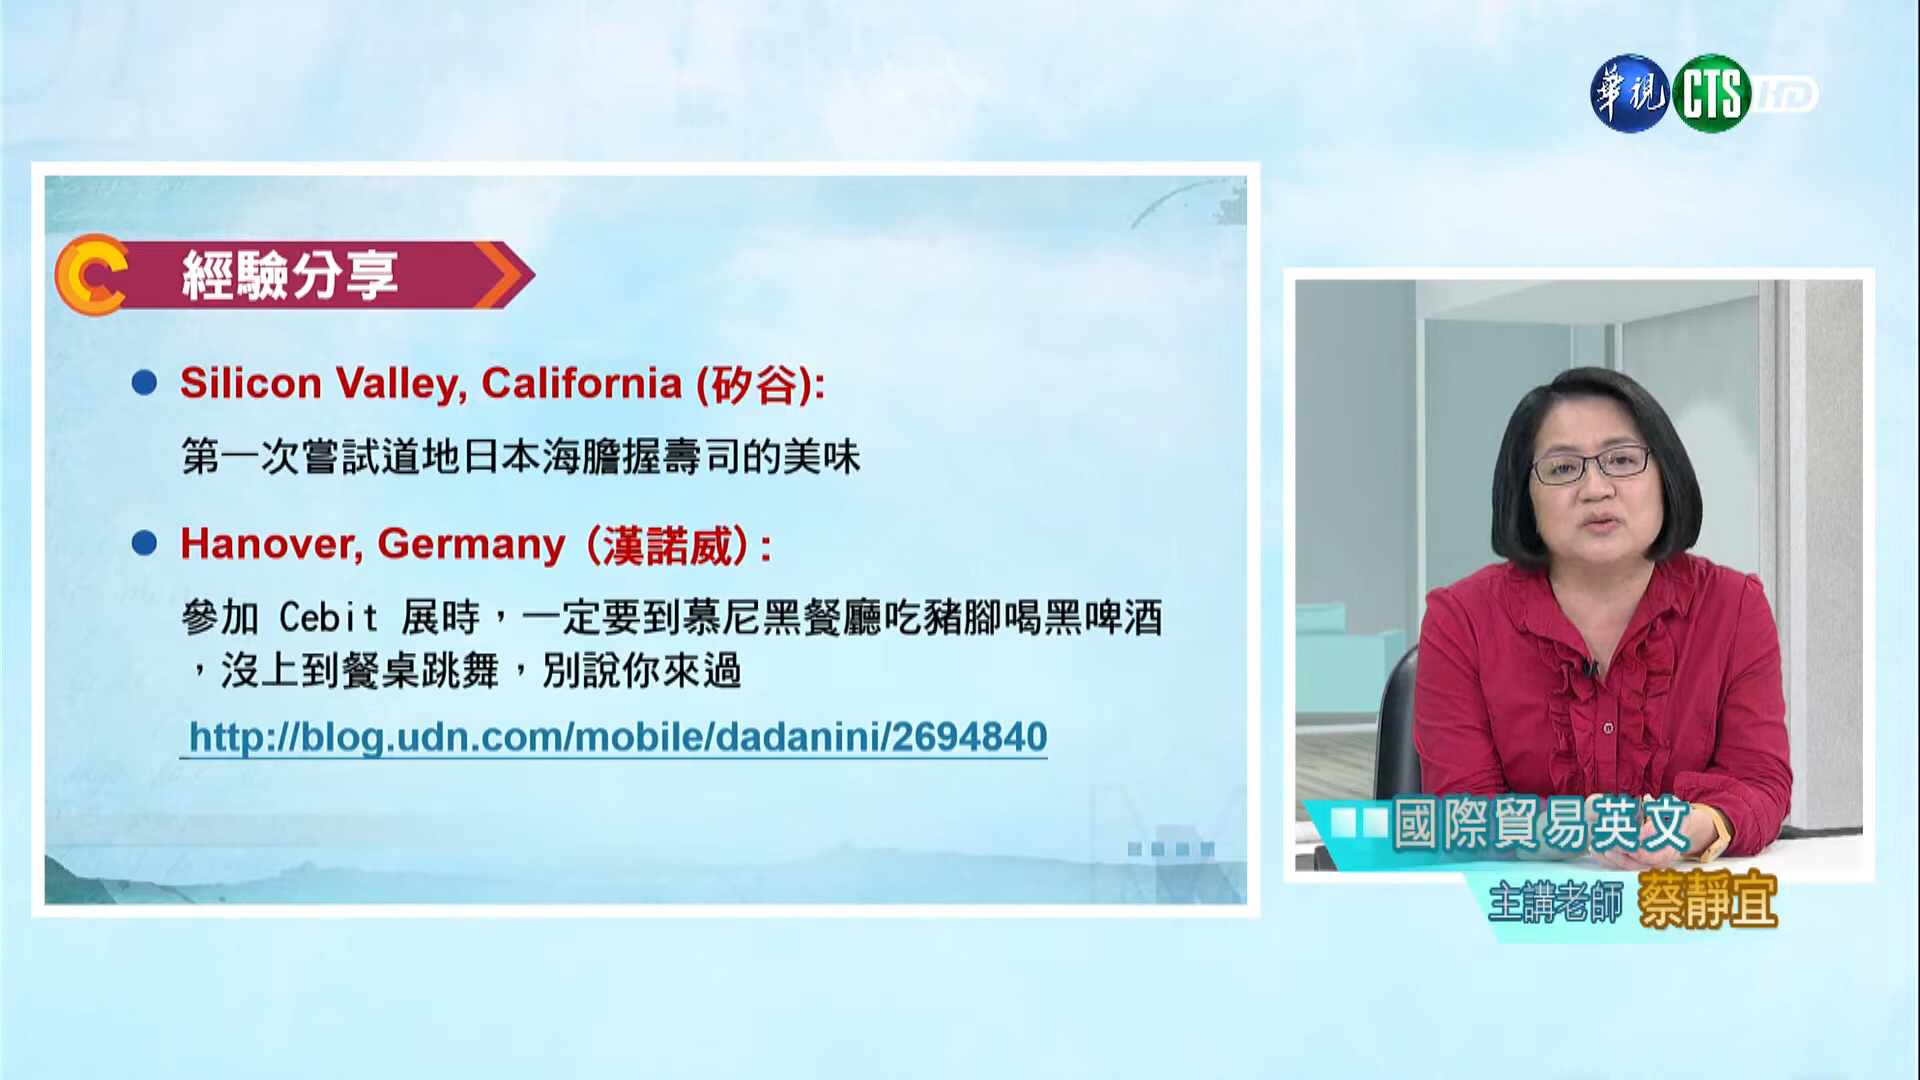 華視 CTS HD
經驗分享
Silicon Valley, California (矽谷):
第一次嘗試道地日本海膽握壽司的美味
Hanover, Germany (漢諾威):
參加 Cebit 展時，一定要到慕尼黑餐廳吃豬腳喝黑啤酒
，沒上到餐桌跳舞，別說你來過
http://blog.udn.com/mobile/dadanini/2694840
國際貿易英文
主講老師 蔡靜宜